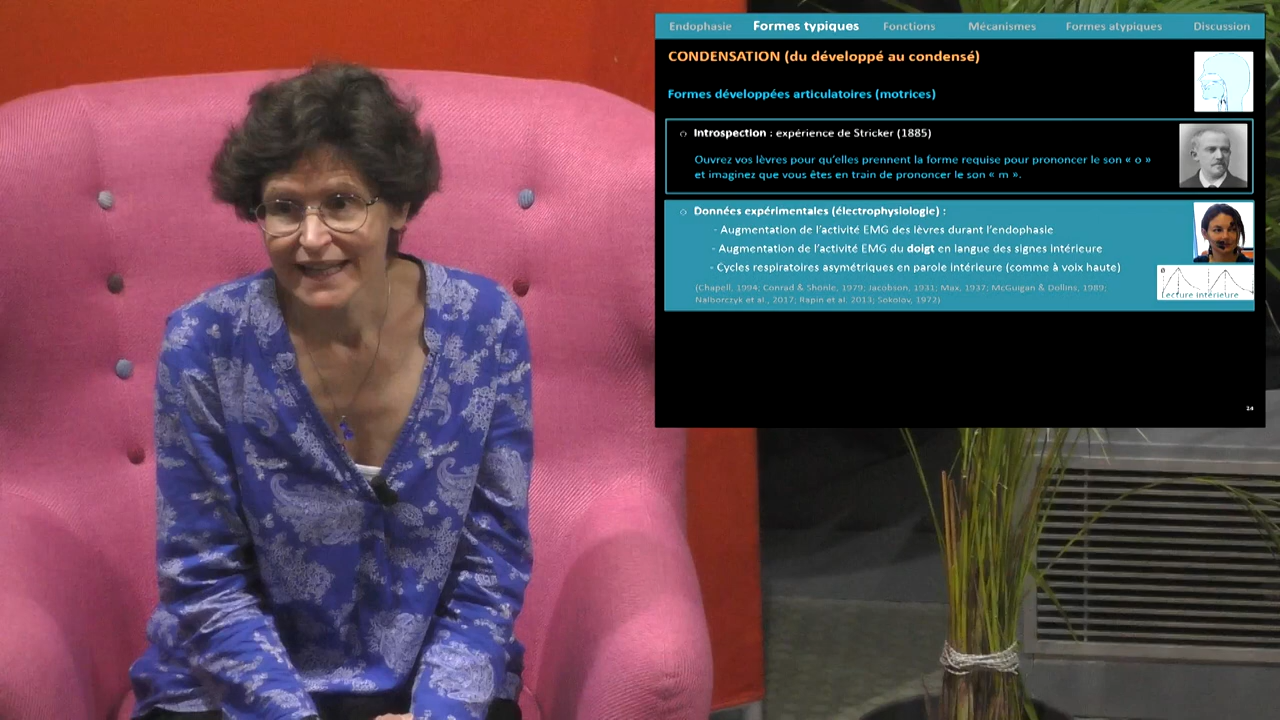 Endophasie Formes typiques Fonctions Mécanismes Formes atypiques Discussion
CONDENSATION (du développé au condensé)
Formes développées articulatoires (motrices)
○ Introspection : expérience de Stricker (1885)
Ouvrez vos lèvres pour qu'elles prennent la forme requise pour prononcer le son « o »
et imaginez que vous êtes en train de prononcer le son « m ».
○ Données expérimentales (électrophysiologie) :
- Augmentation de l'activité EMG des lèvres durant l'endophasie
- Augmentation de l'activité EMG du doigt en langue des signes intérieure
- Cycles respiratoires asymétriques en parole intérieure (comme à voix haute)
(Chapell, 1994; Conrad & Shönle, 1979; Jacobson, 1931; Max, 1937; McGuigan & Dollins, 1989;
Nalborczyk et al., 2017; Rapin et al. 2013; Sokolov, 1972)
Lecture intérieure
24